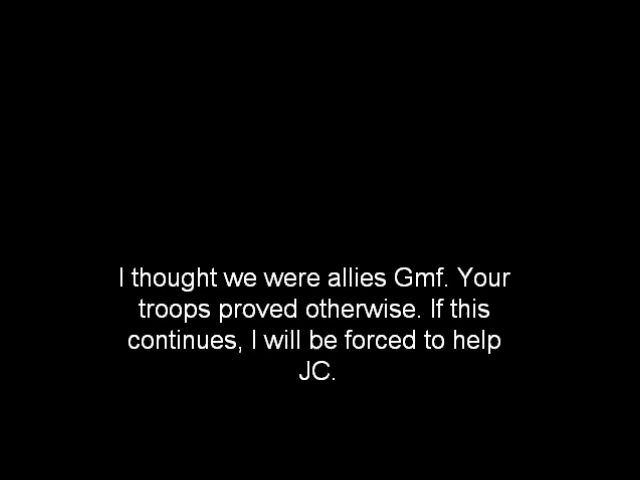 I thought we were allies Gmf. Your
troops proved otherwise. If this
continues, I will be forced to help
JC.